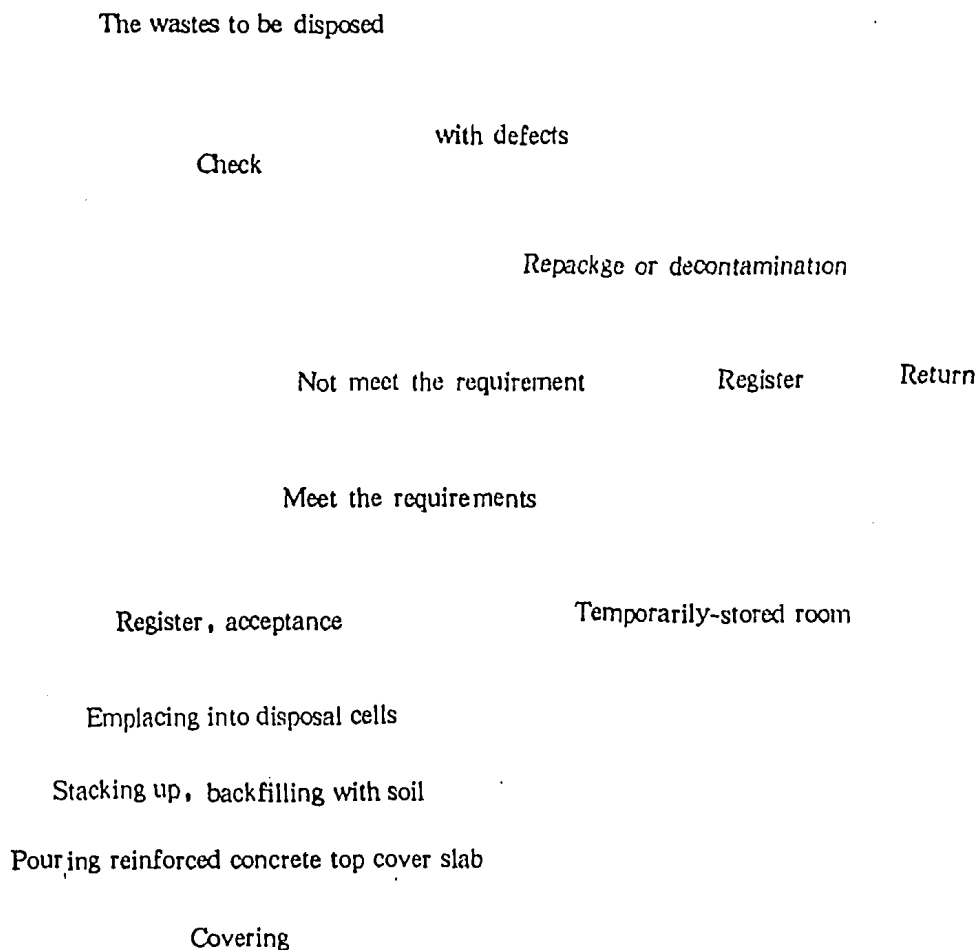 The wastes to be disposed
with defects
Check
Repackge or decontamination
Not meet the requirement Register Return
Meet the requirements
Register, acceptance Temporarily-stored room
Emplacing into disposal cells
Stacking up, backfilling with soil
Pouring reinforced concrete top cover slab
Covering